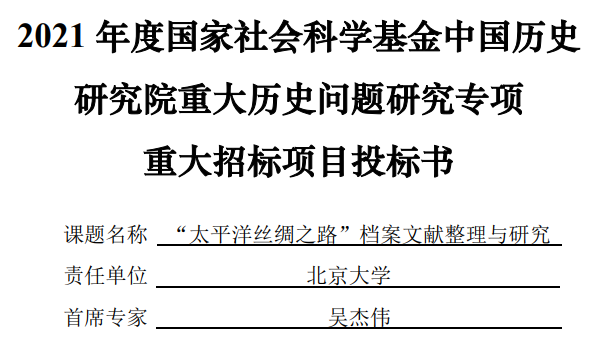 2021 年度国家社会科学基金中国历史
研究院重大历史问题研究专项
重大招标项目投标书
课题名称 “太平洋丝绸之路”档案文献整理与研究
责任单位 北京大学
首席专家 吴杰伟